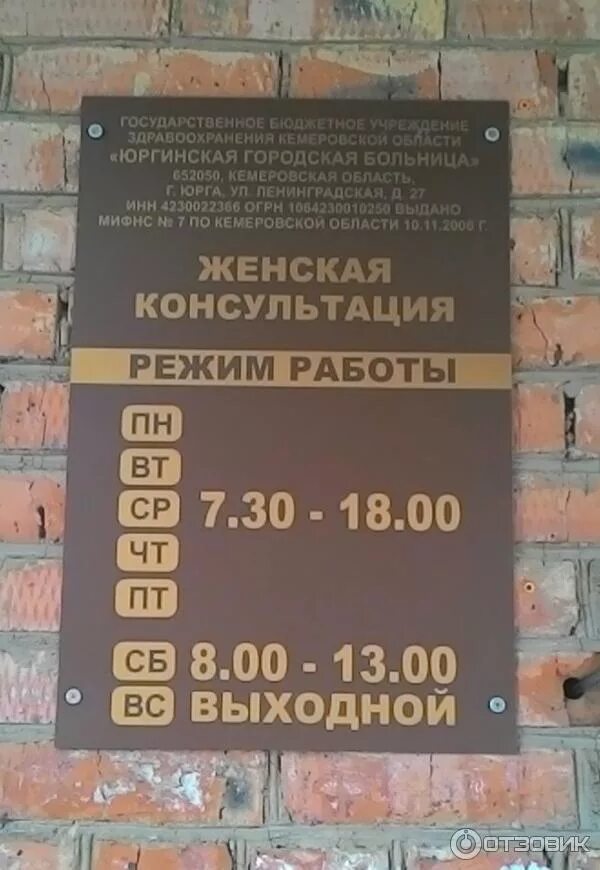 ГОСУДАРСТВЕННОЕ БЮДЖЕТНОЕ УЧРЕЖДЕНИЕ
ЗДРАВООХРАНЕНИЯ КЕМЕРОВСКОЙ ОБЛАСТИ
«ЮРГИНСКАЯ ГОРОДСКАЯ БОЛЬНИЦА»
652050, КЕМЕРОВСКАЯ ОБЛАСТЬ,
Г. ЮРГА, УЛ. ЛЕНИНГРАДСКАЯ, Д. 27
ИНН 4230022366 ОГРН 1064230010250 ВЫДАНО
МИФНС № 7 ПО КЕМЕРОВСКОЙ ОБЛАСТИ 10.11.2006 Г.
ЖЕНСКАЯ
КОНСУЛЬТАЦИЯ
РЕЖИМ РАБОТЫ
ПН
ВТ
СР 7.30 - 18.00
ЧТ
ПТ
СБ 8.00 - 13.00
ВС ВЫХОДНОЙ
ОТЗОВИК